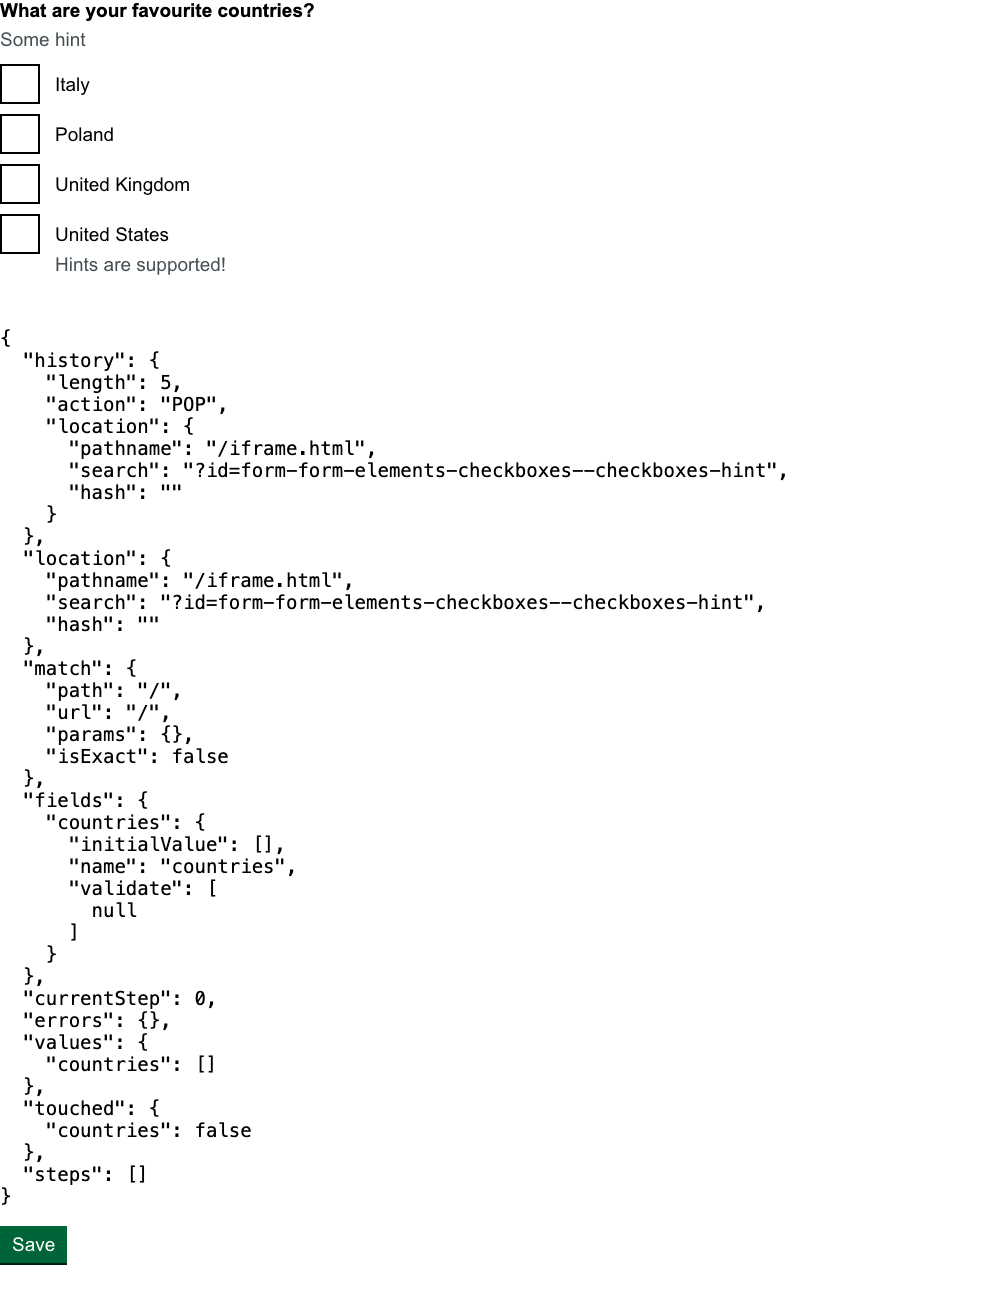 What are your favourite countries?
Some hint
Italy
Poland
United Kingdom
United States
Hints are supported!
{
  "history": {
    "length": 5,
    "action": "POP",
    "location": {
      "pathname": "/iframe.html",
      "search": "?id=form-form-elements-checkboxes--checkboxes-hint",
      "hash": ""
    }
  },
  "location": {
    "pathname": "/iframe.html",
    "search": "?id=form-form-elements-checkboxes--checkboxes-hint",
    "hash": ""
  },
  "match": {
    "path": "/",
    "url": "/",
    "params": {},
    "isExact": false
  },
  "fields": {
    "countries": {
      "initialValue": [],
      "name": "countries",
      "validate": [
        null
      ]
    }
  },
  "currentStep": 0,
  "errors": {},
  "values": {
    "countries": []
  },
  "touched": {
    "countries": false
  },
  "steps": []
}
Save